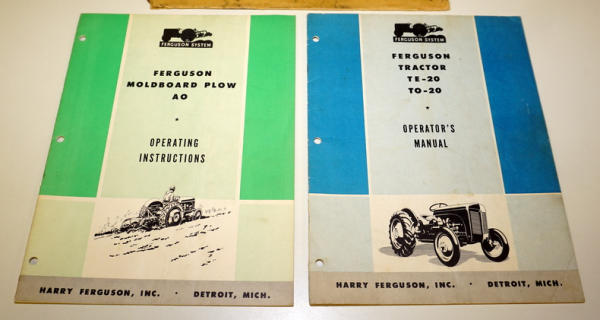 FERGUSON SYSTEM
FERGUSON
MOLDBOARD PLOW
AO
OPERATING
INSTRUCTIONS
HARRY FERGUSON, INC. · DETROIT, MICH.
FERGUSON SYSTEM
FERGUSON
TRACTOR
TE-20
TO-20
OPERATOR'S
MANUAL
HARRY FERGUSON, INC. · DETROIT, MICH.